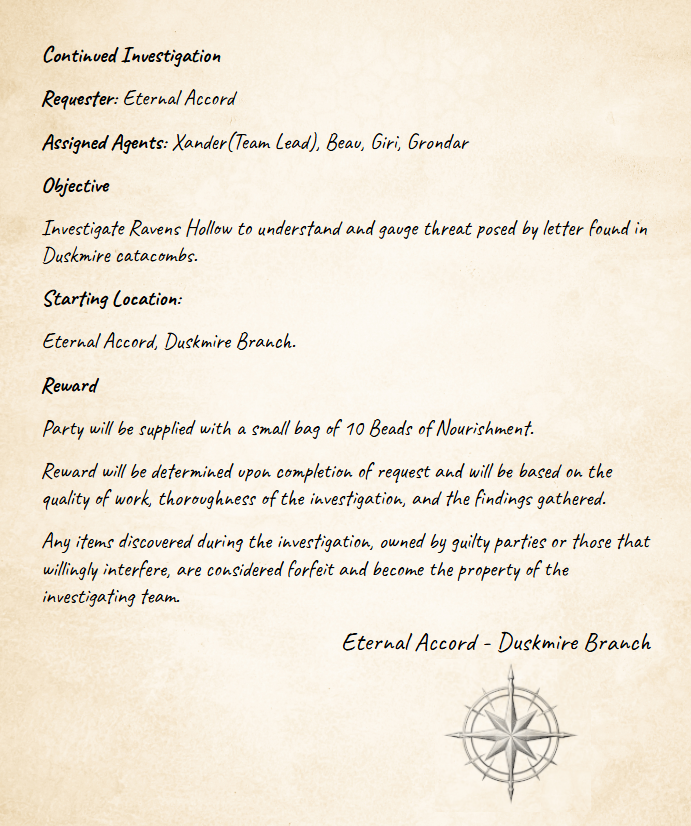 Continued Investigation
Requester: Eternal Accord
Assigned Agents: Xander(Team Lead), Beau, Giri, Grondar
Objective
Investigate Ravens Hollow to understand and gauge threat posed by letter found in
Duskmire catacombs.
Starting Location:
Eternal Accord, Duskmire Branch.
Reward
Party will be supplied with a small bag of 10 Beads of Nourishment.
Reward will be determined upon completion of request and will be based on the
quality of work, thoroughness of the investigation, and the findings gathered.
Any items discovered during the investigation, owned by guilty parties or those that
willingly interfere, are considered forfeit and become the property of the
investigating team.
Eternal Accord - Duskmire Branch